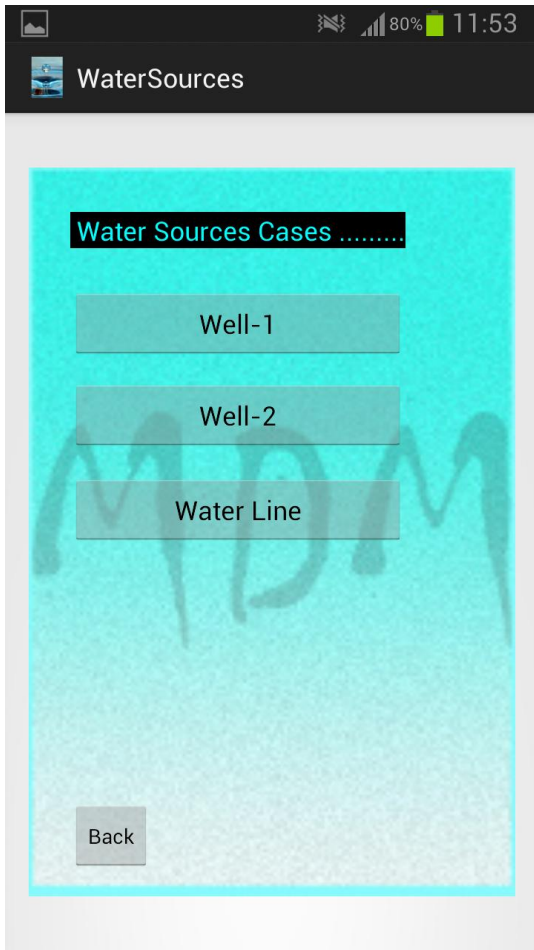 80% 11:53
WaterSources
Water Sources Cases .........
Well-1
Well-2
MDM
Water Line
Back